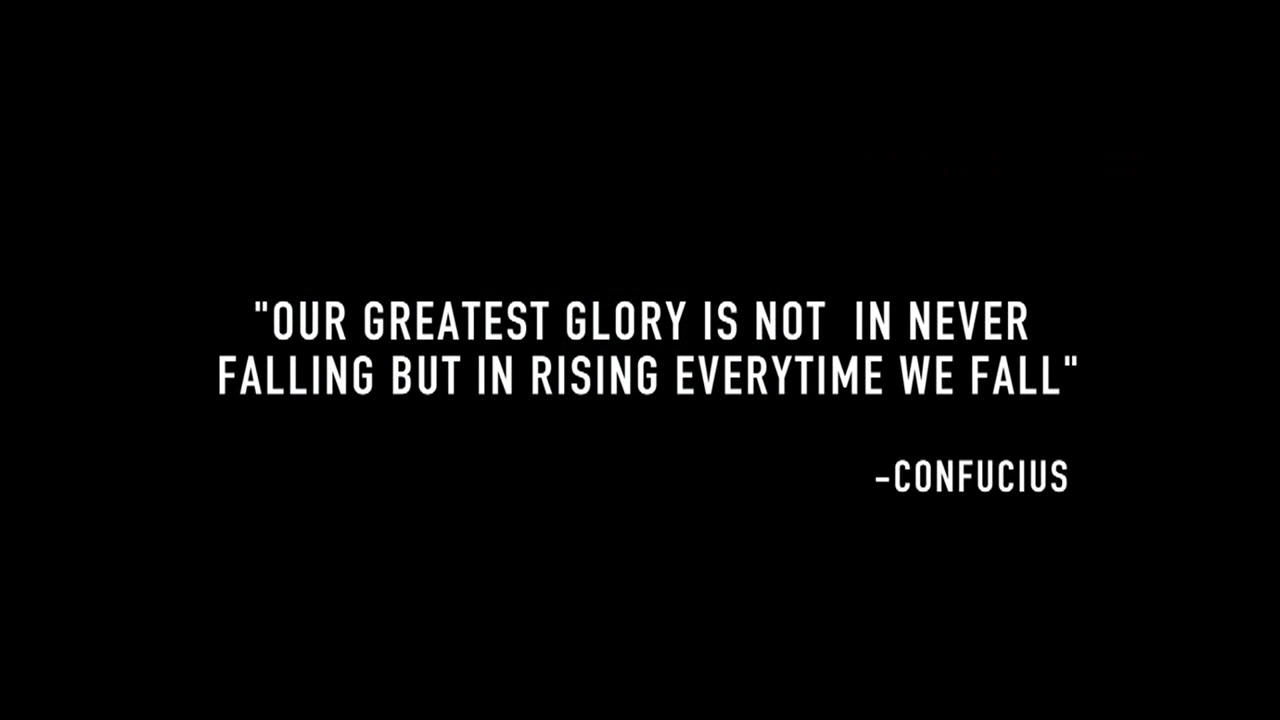 "OUR GREATEST GLORY IS NOT  IN NEVER
FALLING BUT IN RISING EVERYTIME WE FALL"
-CONFUCIUS